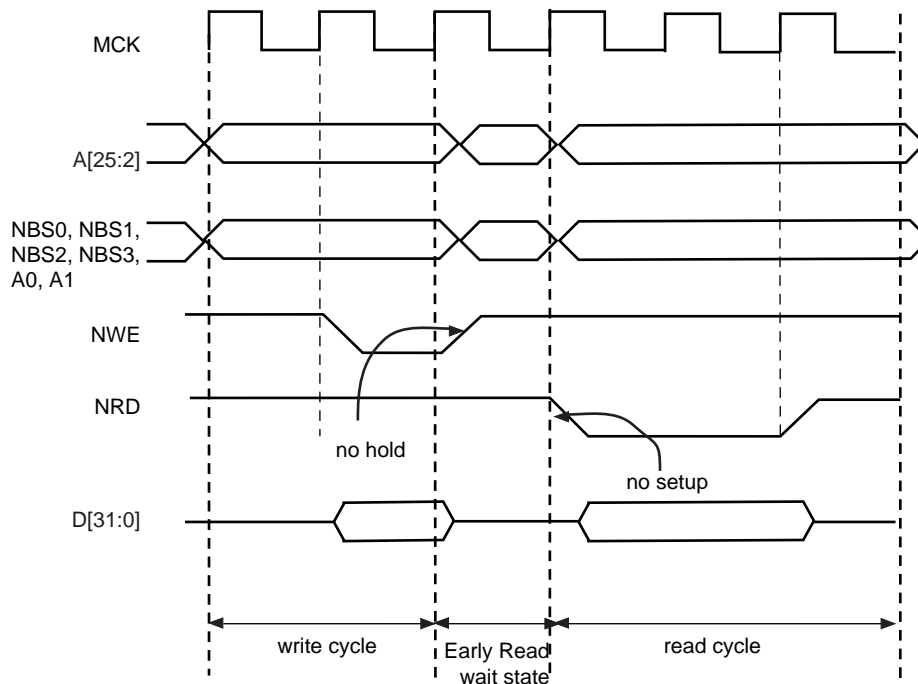 MCK
A[25:2]
NBS0, NBS1,
NBS2, NBS3,
A0, A1
NWE
NRD
no hold
no setup
D[31:0]
write cycle
Early Read
wait state
read cycle